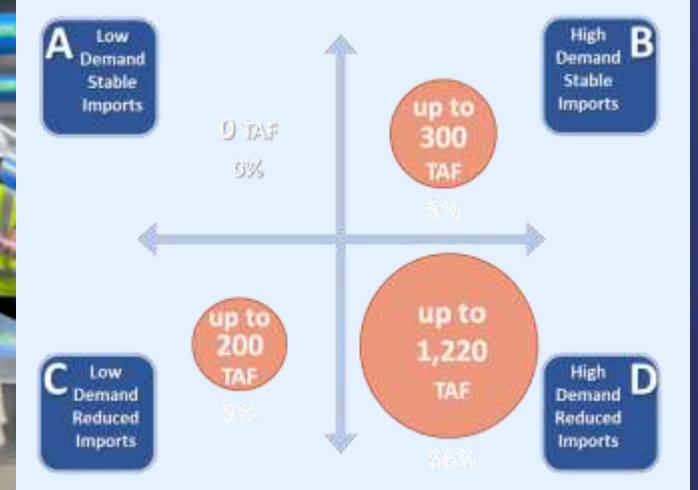 A
Low
Demand
Stable
Imports
0 TAF
0%
up to
300
TAF
5%
High
Demand
Stable
Imports
B
up to
200
TAF
5%
up to
1,220
TAF
66%
C
Low
Demand
Reduced
Imports
High
Demand
Reduced
Imports
D